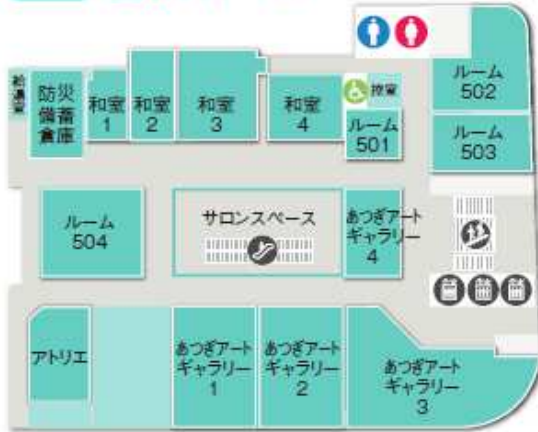 給湯室
防災
備蓄
倉庫
和室
1
和室
2
和室
3
和室
4
控室
ルーム
501
ルーム
502
ルーム
503
ルーム
504
サロンスペース
あつぎアート
ギャラリー
4
アトリエ
あつぎアート
ギャラリー
1
あつぎアート
ギャラリー
2
あつぎアート
ギャラリー
3